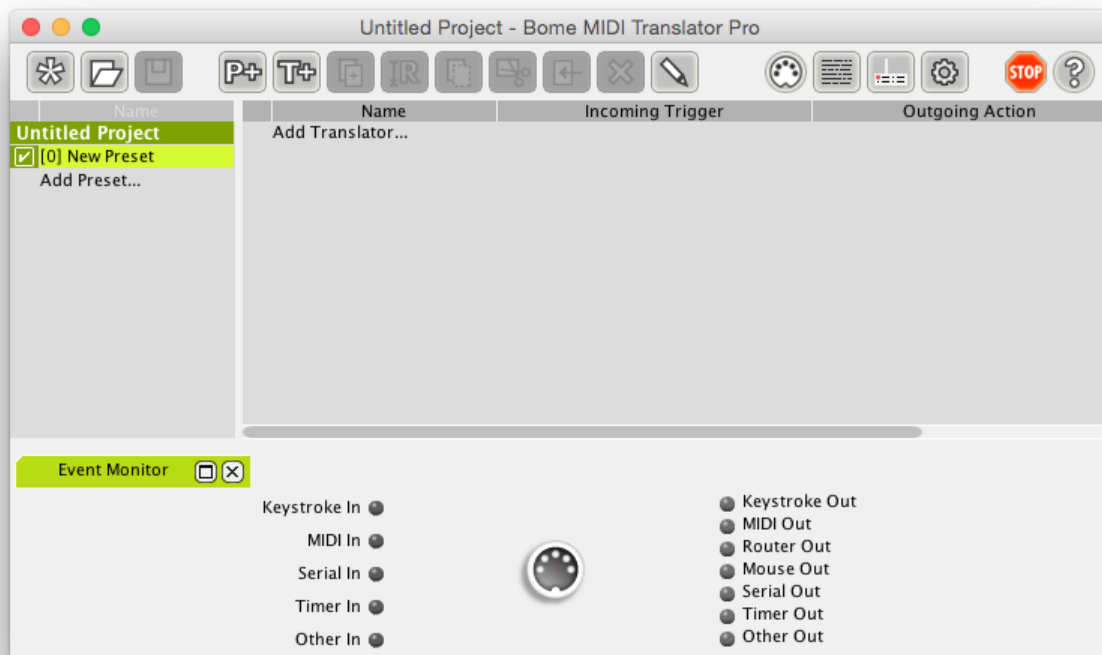 Untitled Project - Bome MIDI Translator Pro
P+ T+ R STOP ?
Name Name Incoming Trigger Outgoing Action
Untitled Project Add Translator...
[0] New Preset
Add Preset...
Event Monitor
Keystroke In
MIDI In
Serial In
Timer In
Other In
Keystroke Out
MIDI Out
Router Out
Mouse Out
Serial Out
Timer Out
Other Out